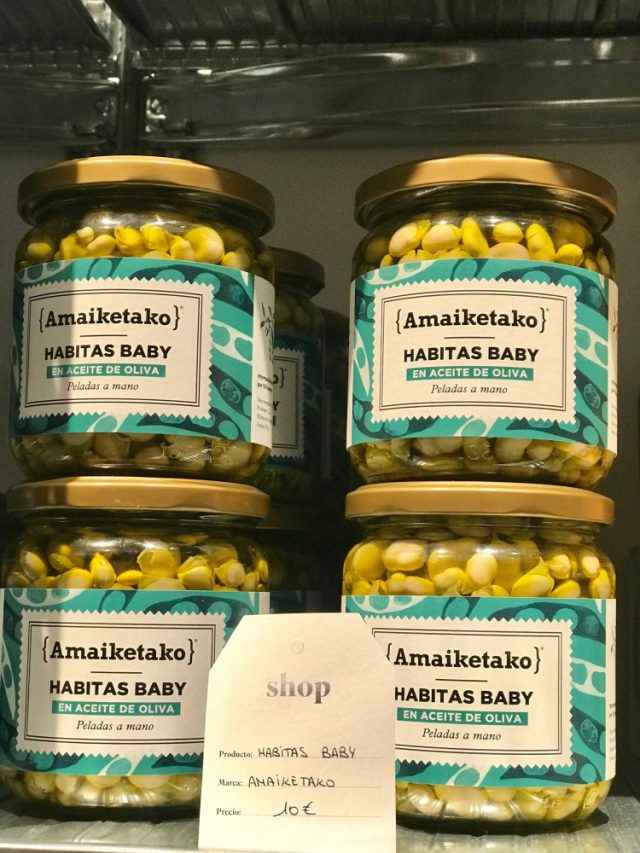 {Amaiketako}®
HABITAS BABY
EN ACEITE DE OLIVA
Peladas a mano
{Amaiketako}®
HABITAS BABY
EN ACEITE DE OLIVA
Peladas a mano
{Amaiketako}®
HABITAS BABY
EN ACEITE DE OLIVA
Peladas a mano
{Amaiketako}®
HABITAS BABY
EN ACEITE DE OLIVA
Peladas a mano
shop
Producto: HABITAS BABY
Marca: AMAIKETAKO
Precio: 10€